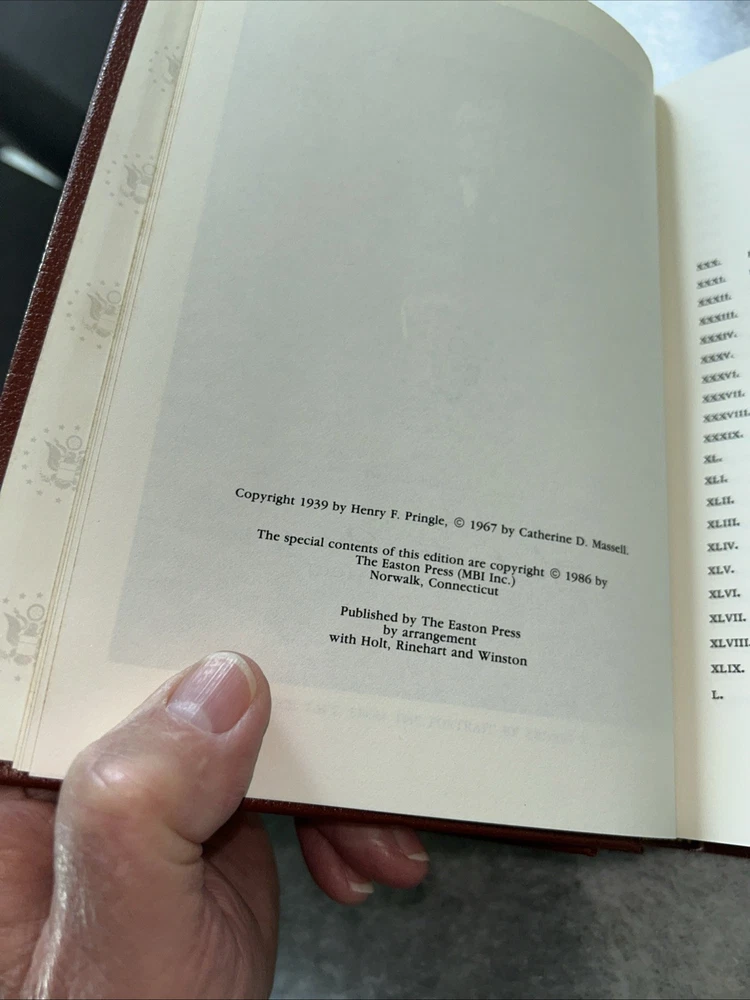 Copyright 1939 by Henry F. Pringle, © 1967 by Catherine D. Massell.
The special contents of this edition are copyright © 1986 by
The Easton Press (MBI Inc.)
Norwalk, Connecticut
Published by The Easton Press
by arrangement
with Holt, Rinehart and Winston
XXX.
XXXI.
XXXII.
XXXIII.
XXXIV.
XXXV.
XXXVI.
XXXVII.
XXXVIII.
XXXIX.
XL.
XLI.
XLII.
XLIII.
XLIV.
XLV.
XLVI.
XLVII.
XLVIII.
XLIX.
L.